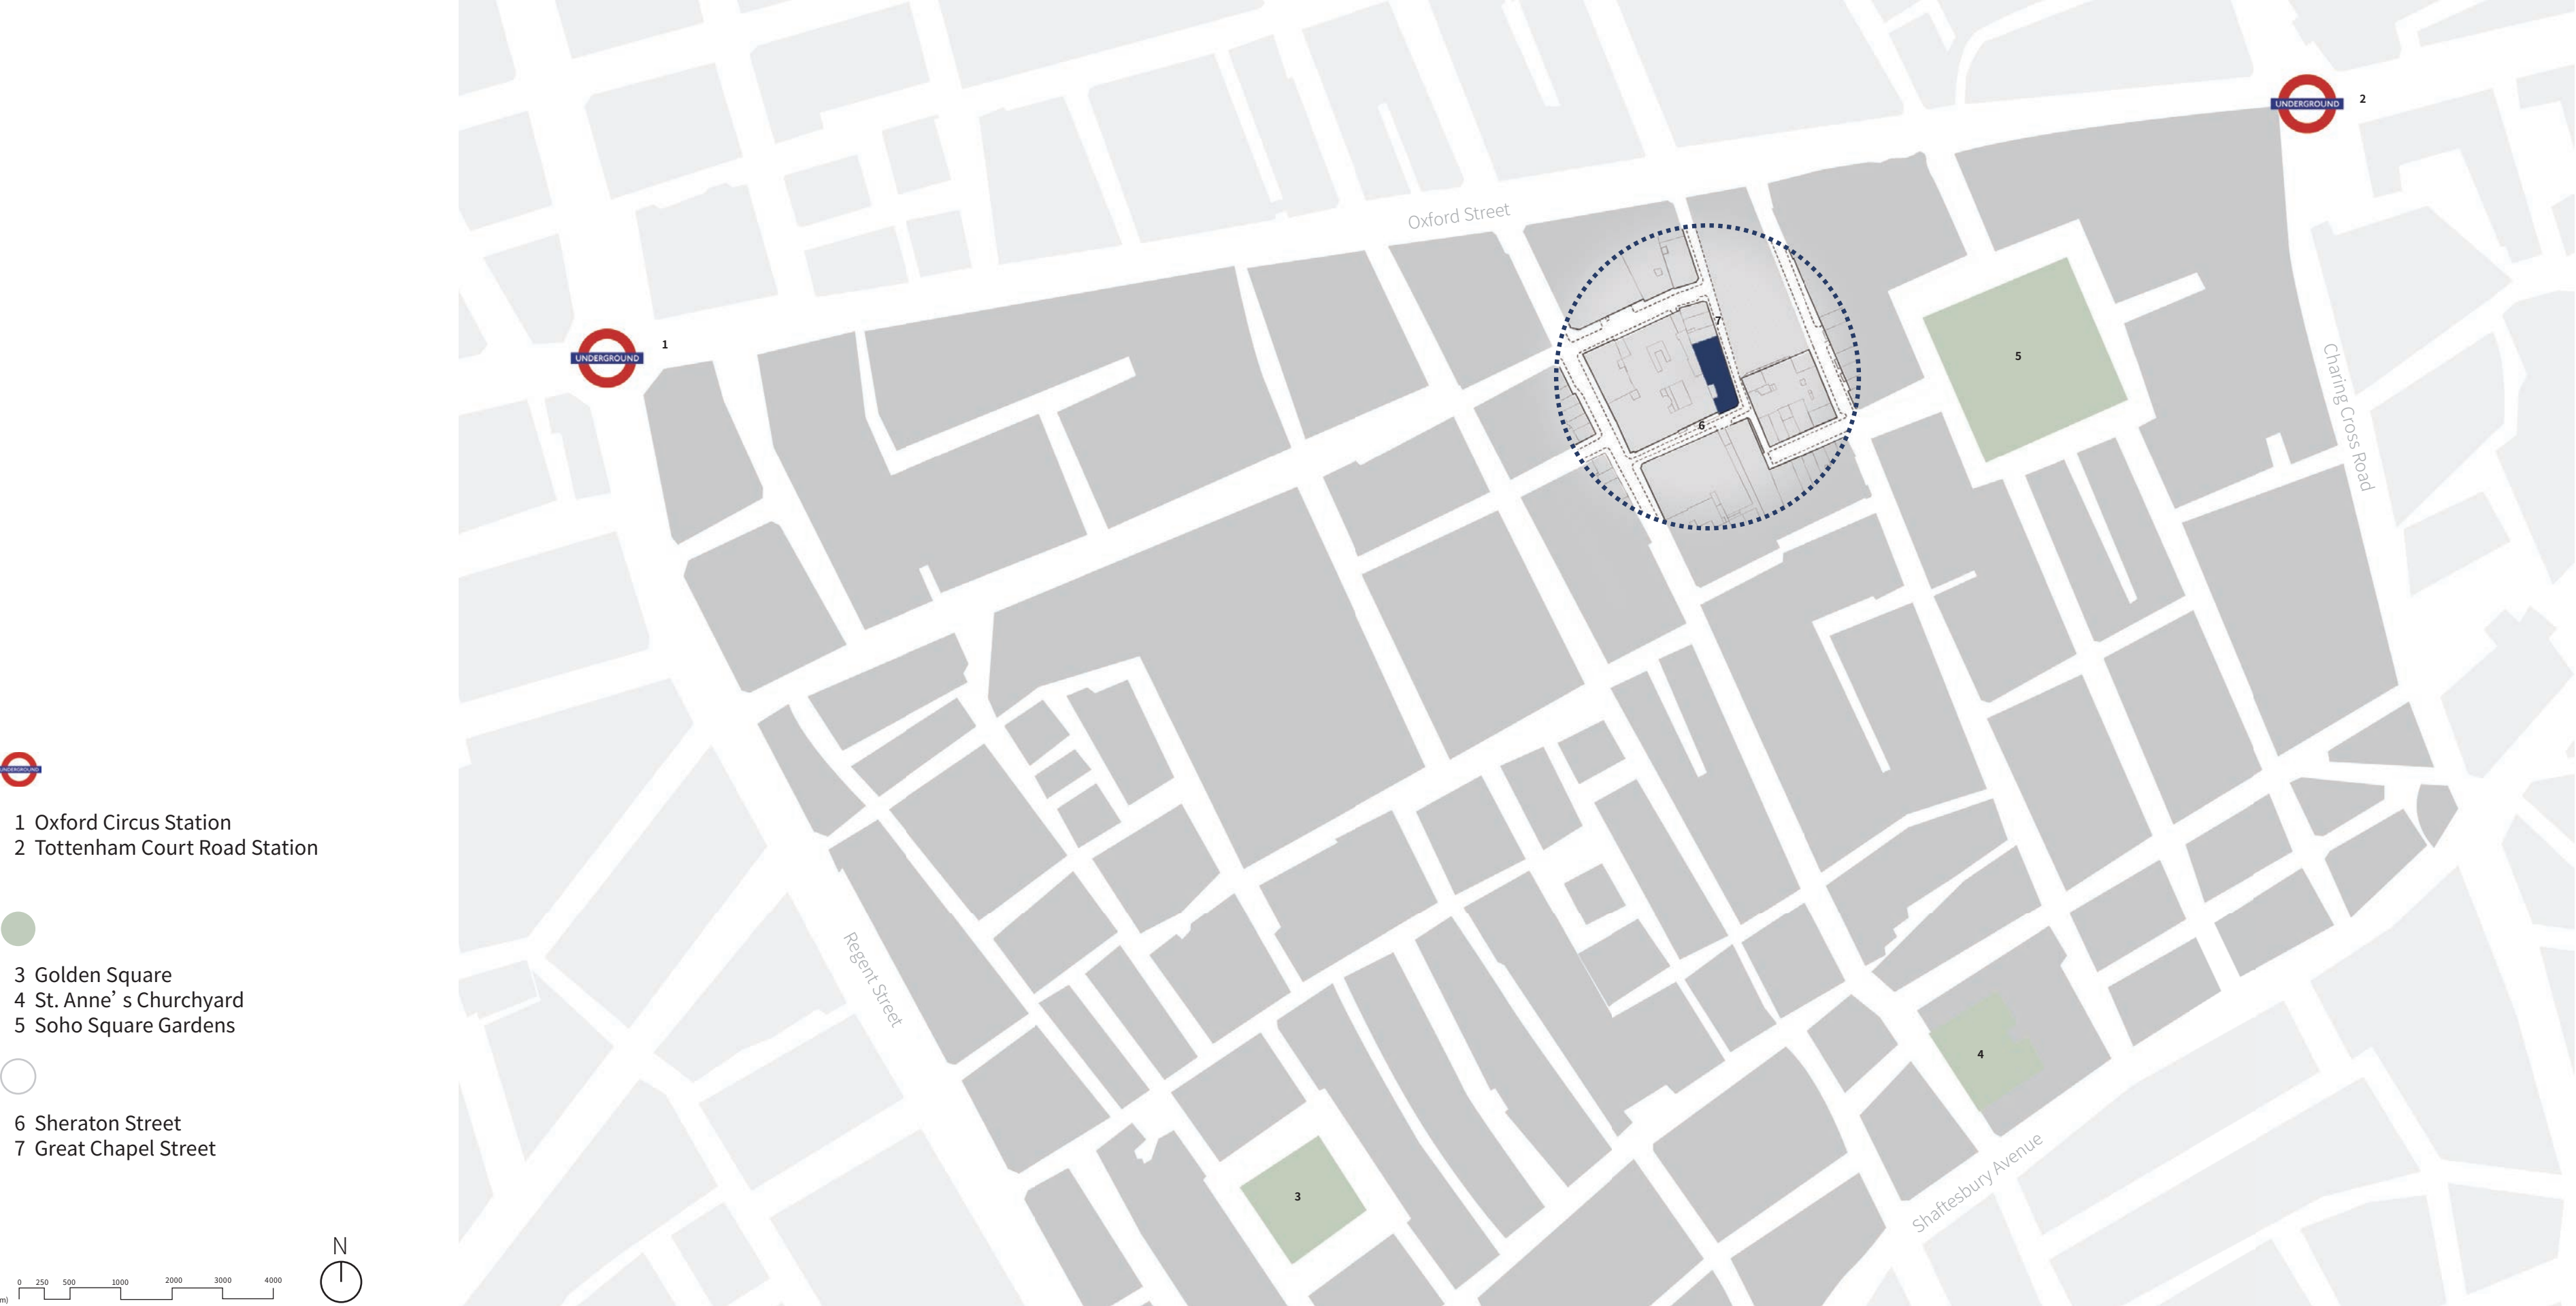 UNDERGROUND
2
Oxford Street
7
UNDERGROUND
1
5
Charing Cross Road
6
UNDERGROUND
1 Oxford Circus Station
2 Tottenham Court Road Station
3 Golden Square
4 St. Anne’ s Churchyard
5 Soho Square Gardens
6 Sheraton Street
7 Great Chapel Street
Regent Street
4
Shaftesbury Avenue
3
N
0 250 500 1000 2000 3000 4000
m)